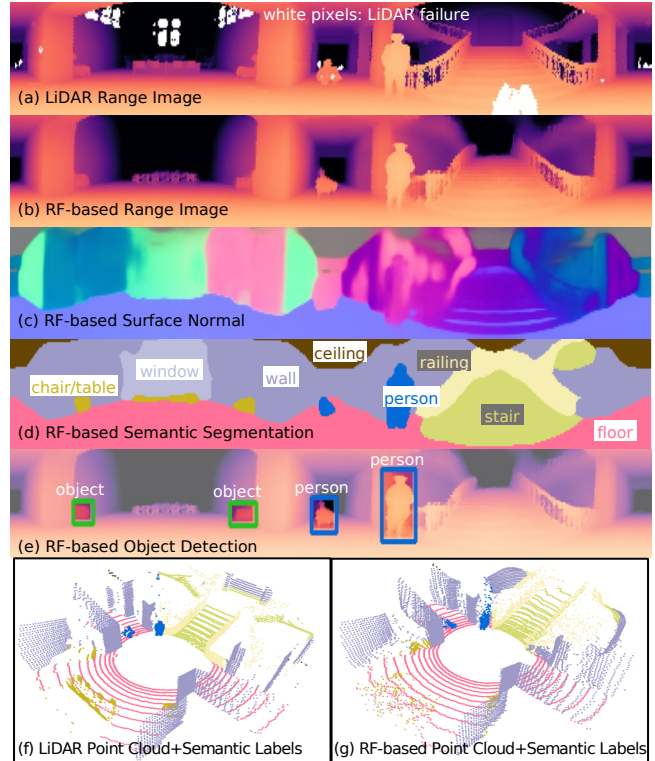 white pixels: LiDAR failure
(a) LiDAR Range Image
(b) RF-based Range Image
(c) RF-based Surface Normal
ceiling
railing
window
wall
chair/table
person
stair
(d) RF-based Semantic Segmentation
floor
person
object
object
person
(e) RF-based Object Detection
(f) LiDAR Point Cloud+Semantic Labels
(g) RF-based Point Cloud+Semantic Labels